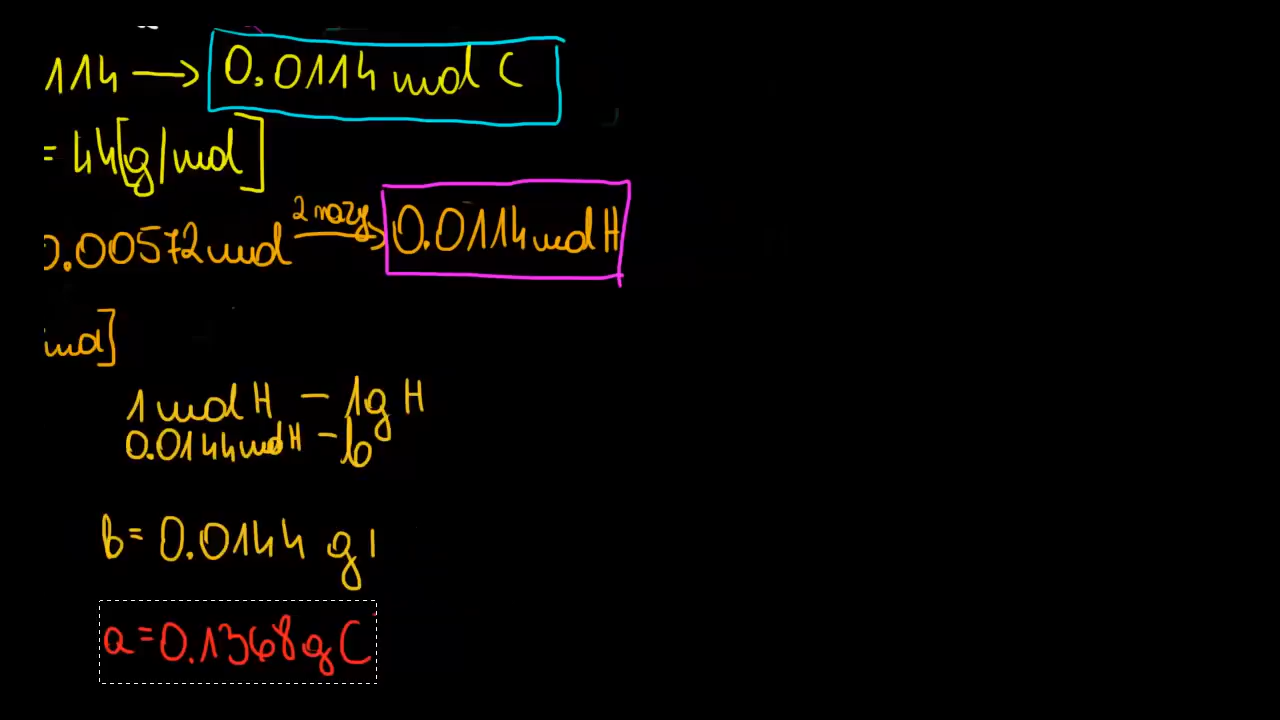 114 → 0.0114 mol C
= 44[g/mol]
0.00572 mol 2 razy → 0.0114 mol H
mol]
1 mol H - 1g H
0.0144 mol H - b
b = 0.0144 g
a = 0.1368 g C